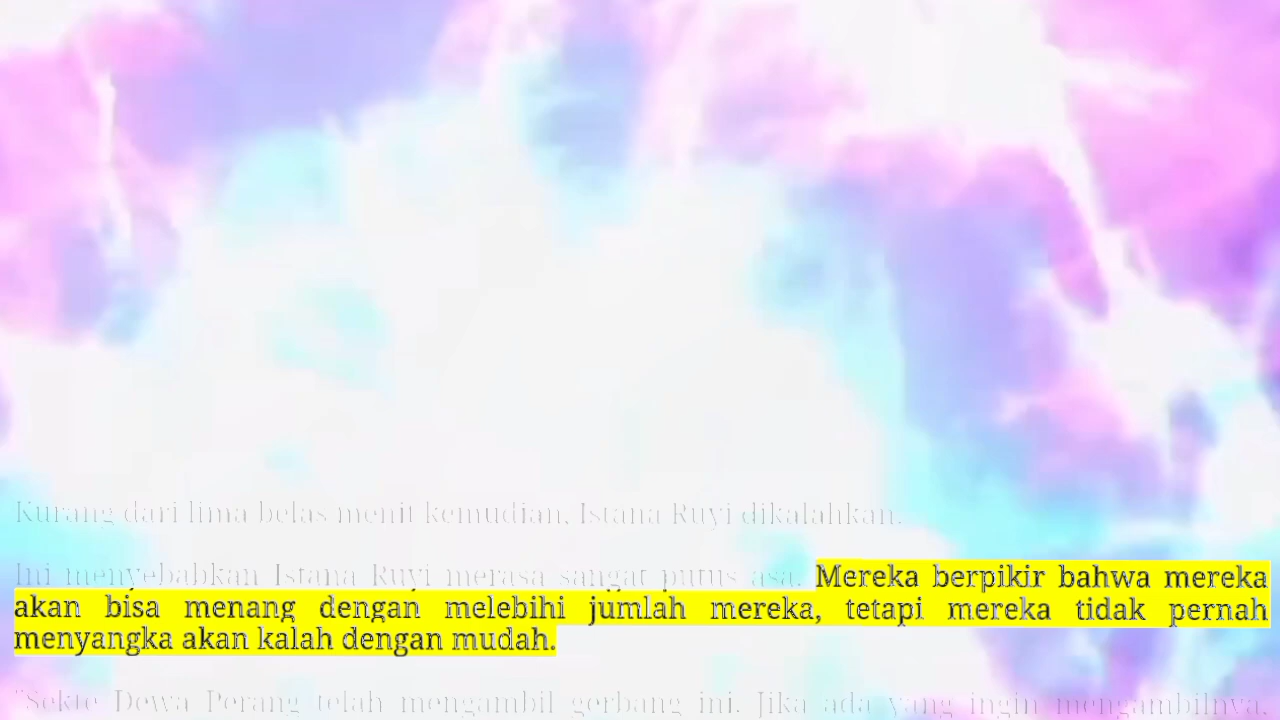 Kurang dari lima belas menit kemudian, Istana Ruyi dikalahkan.
Ini menyebabkan Istana Ruyi merasa sangat putus asa. Mereka berpikir bahwa mereka
akan bisa menang dengan melebihi jumlah mereka, tetapi mereka tidak pernah
menyangka akan kalah dengan mudah.
"Sekte Dewa Perang telah mengambil gerbang ini. Jika ada yang ingin mengambilnya,